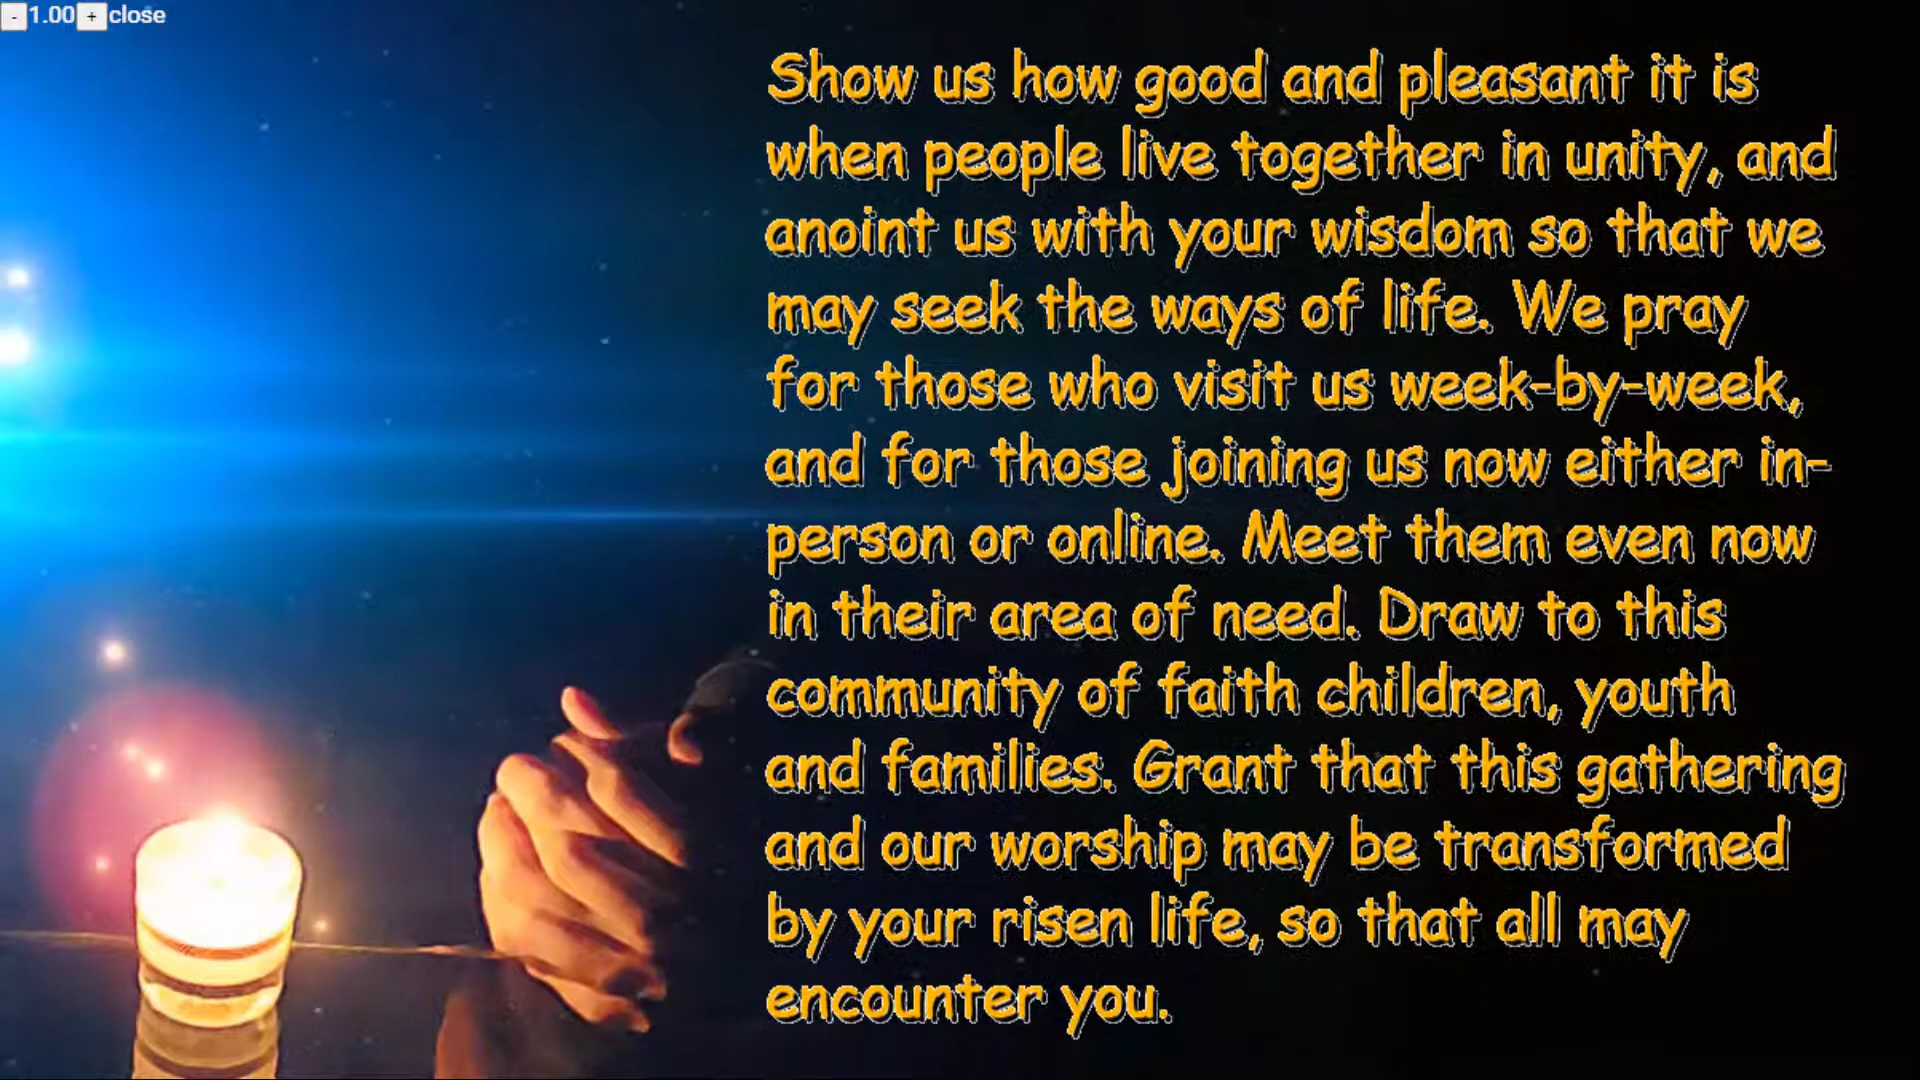 - 1.00 + close
Show us how good and pleasant it is
when people live together in unity, and
anoint us with your wisdom so that we
may seek the ways of life. We pray
for those who visit us week-by-week,
and for those joining us now either in-
person or online. Meet them even now
in their area of need. Draw to this
community of faith children, youth
and families. Grant that this gathering
and our worship may be transformed
by your risen life, so that all may
encounter you.